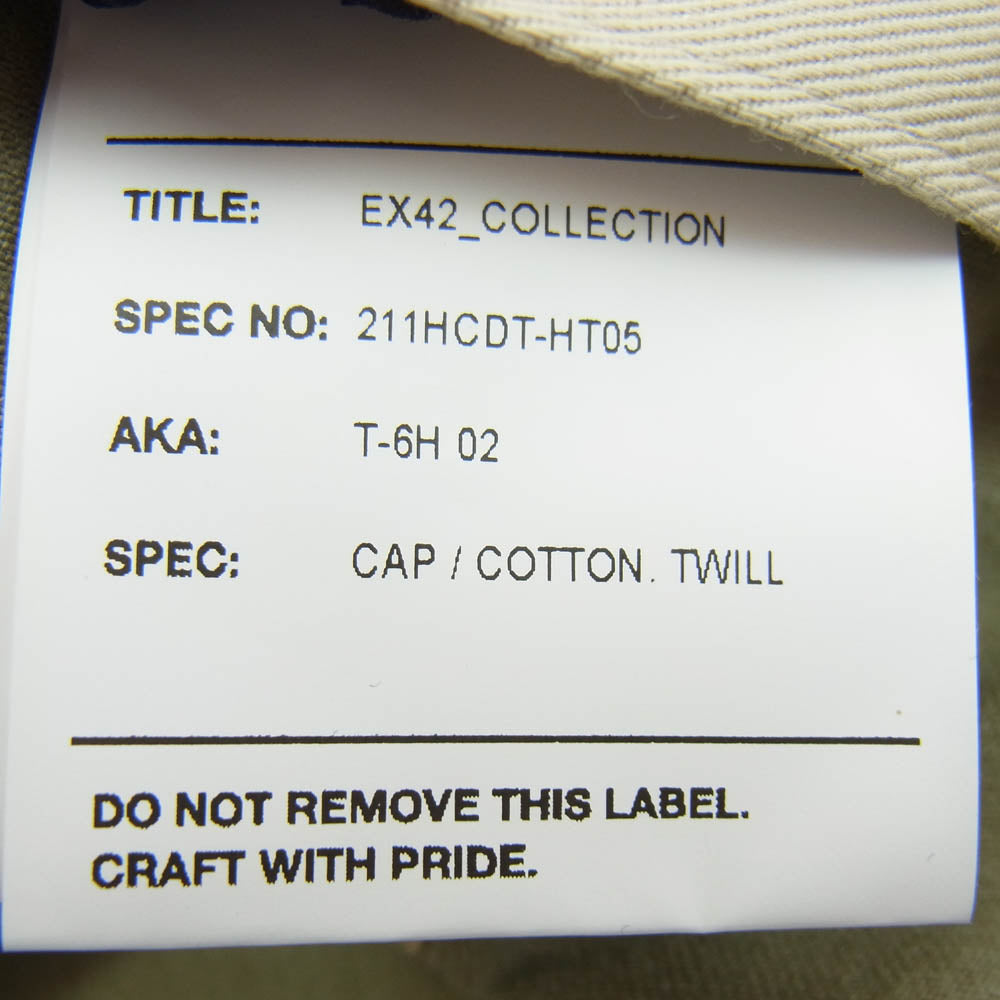 TITLE: EX42_COLLECTION
SPEC NO: 211HCDT-HT05
AKA: T-6H 02
SPEC: CAP / COTTON. TWILL
DO NOT REMOVE THIS LABEL.
CRAFT WITH PRIDE.